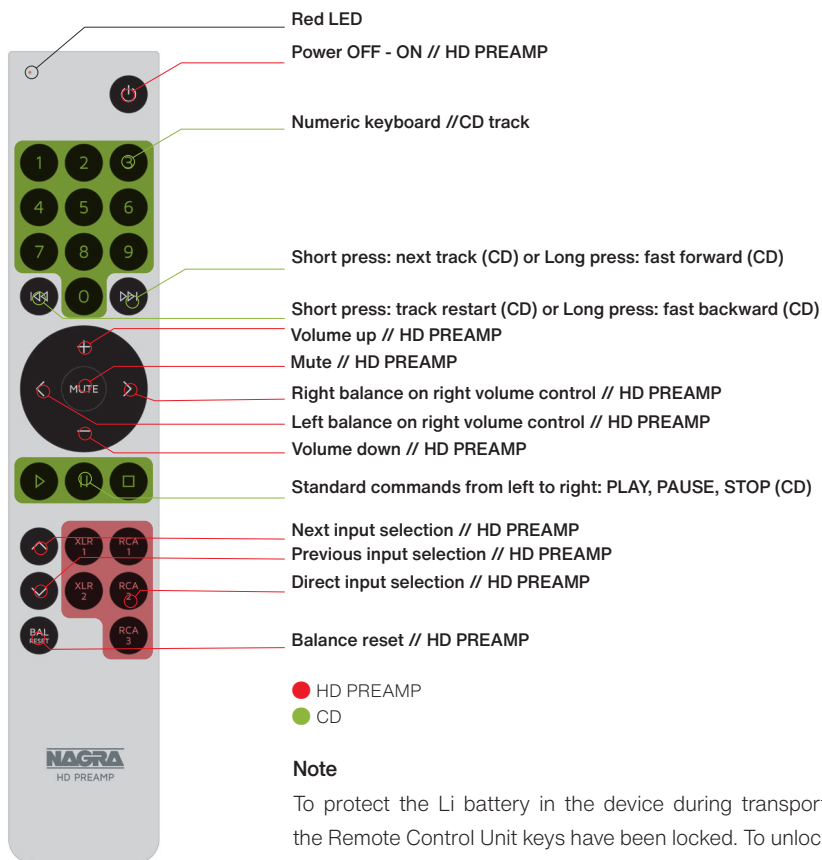 Red LED
Power OFF - ON // HD PREAMP
Numeric keyboard //CD track
1 2 3
4 5 6
7 8 9
0
Short press: next track (CD) or Long press: fast forward (CD)
Short press: track restart (CD) or Long press: fast backward (CD)
Volume up // HD PREAMP
Mute // HD PREAMP
MUTE
Right balance on right volume control // HD PREAMP
Left balance on right volume control // HD PREAMP
Volume down // HD PREAMP
Standard commands from left to right: PLAY, PAUSE, STOP (CD)
Next input selection // HD PREAMP
XLR 1 RCA 1
Previous input selection // HD PREAMP
Direct input selection // HD PREAMP
XLR 2 RCA 2
BAL RESET RCA 3
Balance reset // HD PREAMP
HD PREAMP
CD
NAGRA
HD PREAMP
Note
To protect the Li battery in the device during transpor
the Remote Control Unit keys have been locked. To unloc